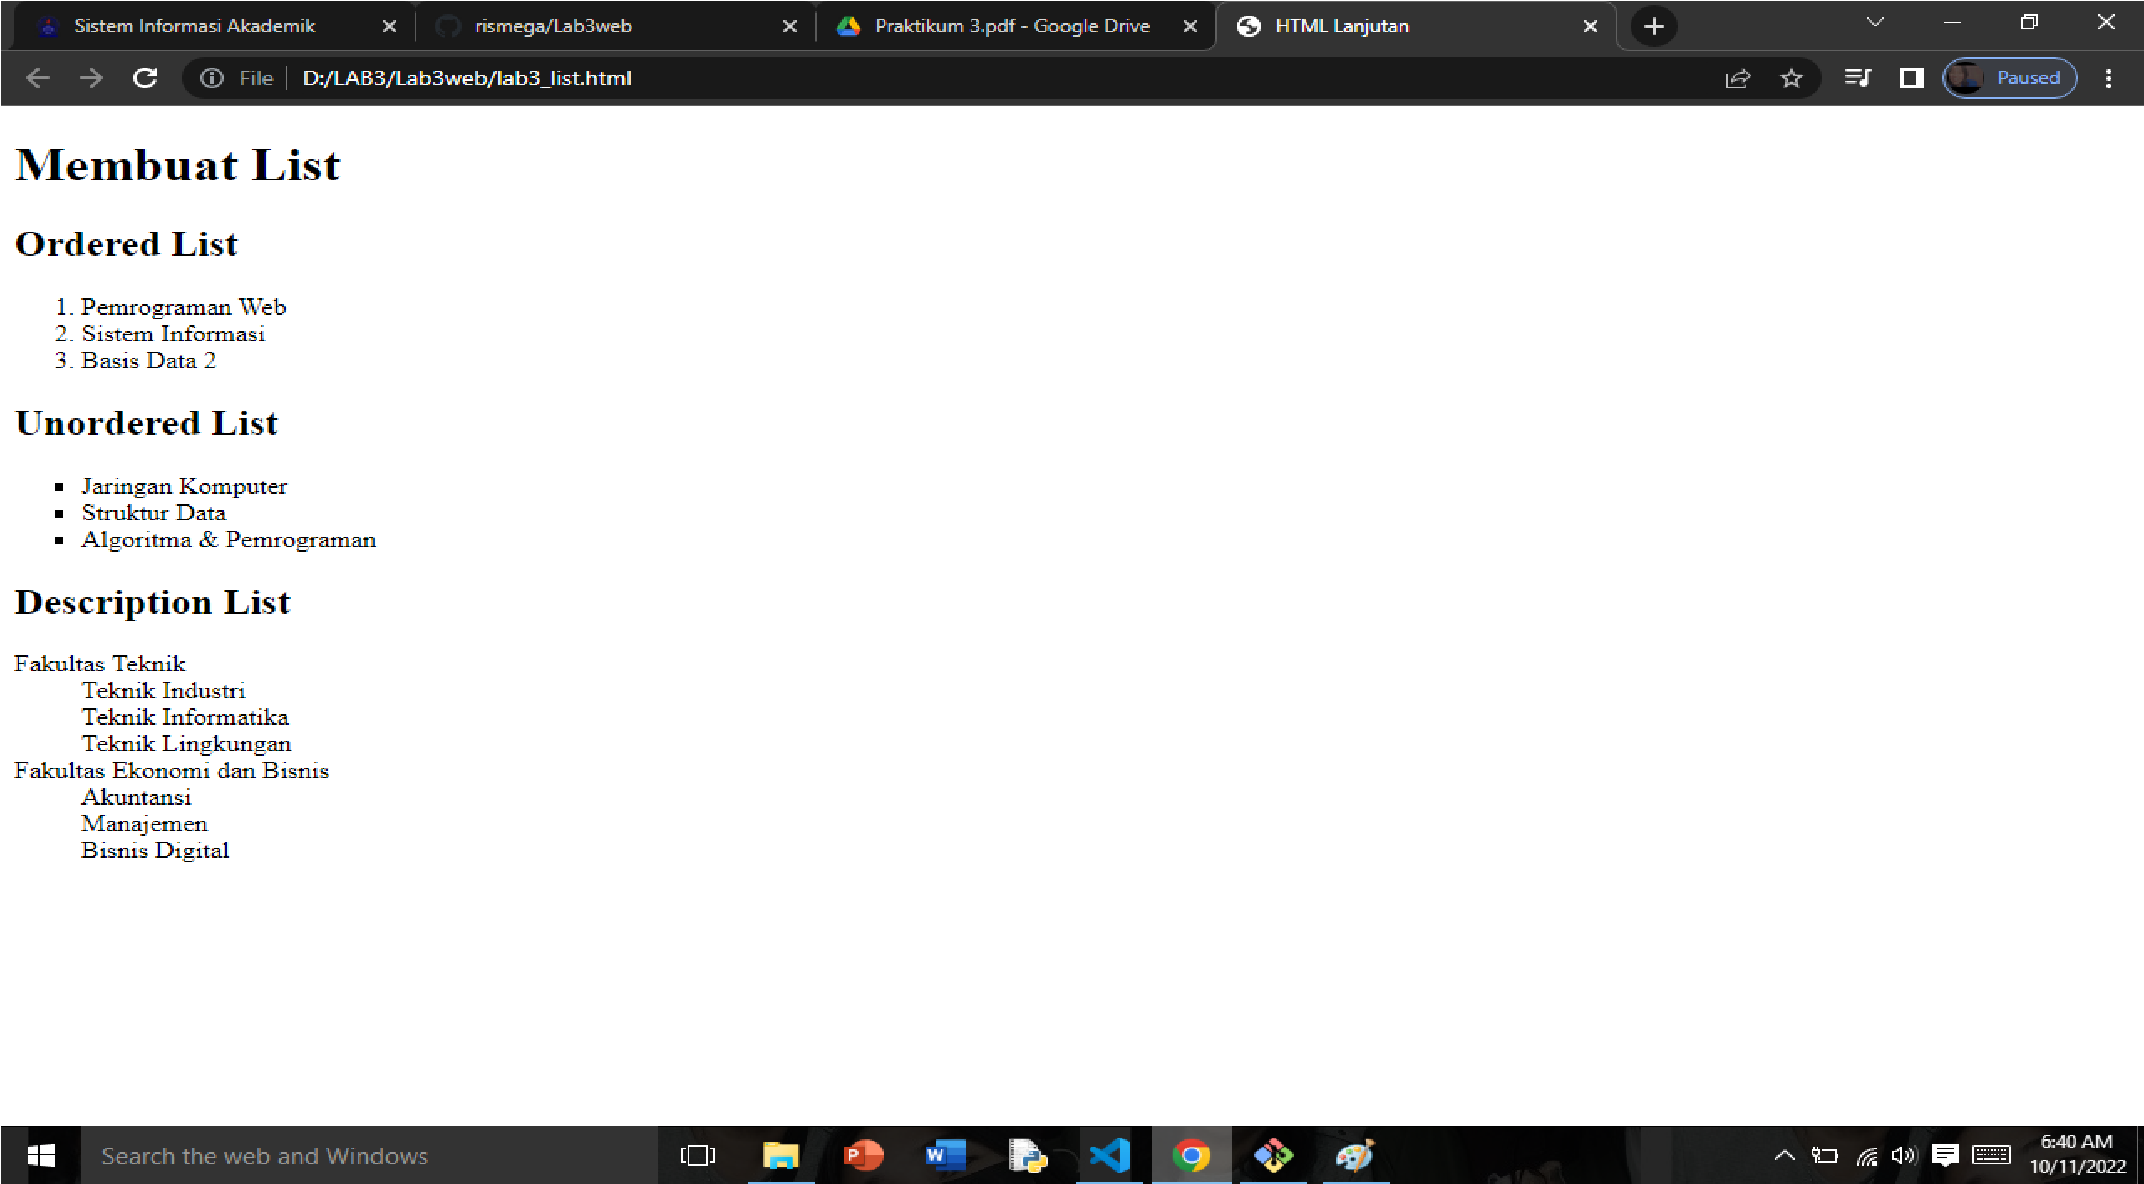 Sistem Informasi Akademik
rismega/Lab3web
Praktikum 3.pdf - Google Drive
HTML Lanjutan
File
D:/LAB3/Lab3web/lab3_list.html
Paused
Membuat List
Ordered List
1. Pemrograman Web
2. Sistem Informasi
3. Basis Data 2
Unordered List
▪ Jaringan Komputer
▪ Struktur Data
▪ Algoritma & Pemrograman
Description List
Fakultas Teknik
Teknik Industri
Teknik Informatika
Teknik Lingkungan
Fakultas Ekonomi dan Bisnis
Akuntansi
Manajemen
Bisnis Digital
Search the web and Windows
6:40 AM
10/11/2022